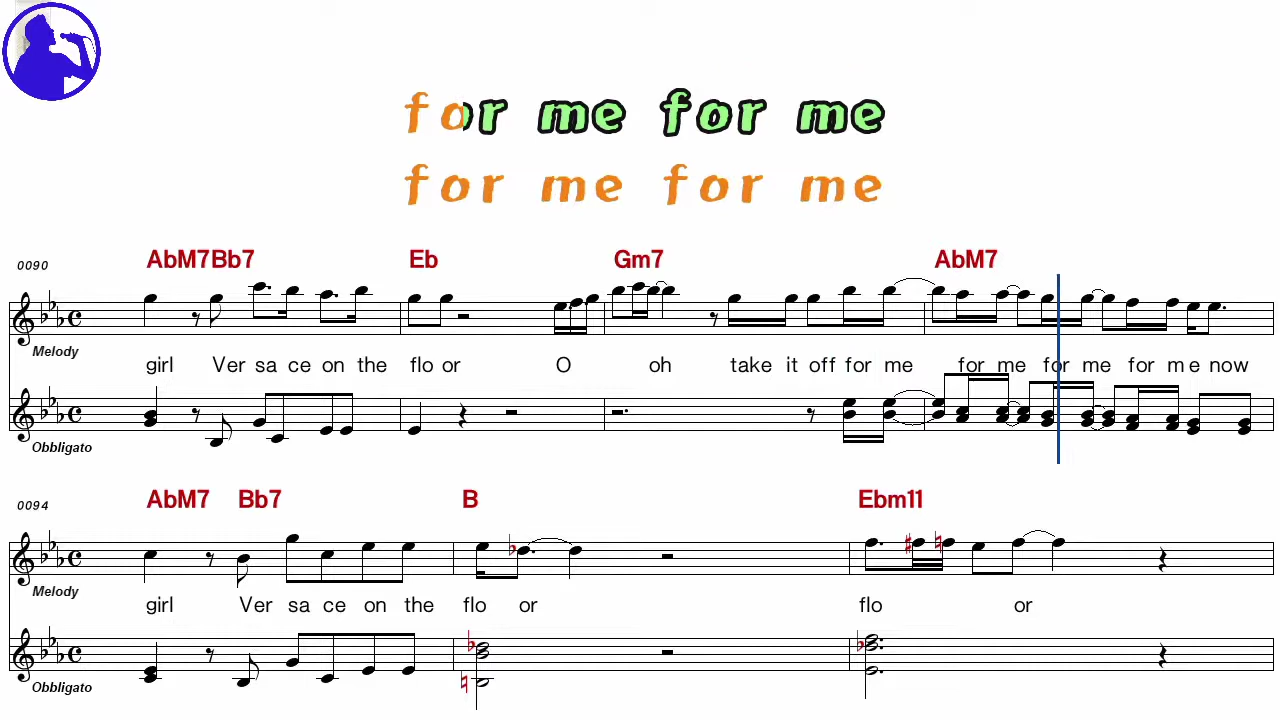 for me for me
for me for me
AbM7 Bb7 Eb Gm7 AbM7
0090
Melody
girl Ver sa ce on the flo or O oh take it off for me for me for me for me now
Obbligato
AbM7 Bb7 B Ebm11
0094
Melody
girl Ver sa ce on the flo or flo or
Obbligato